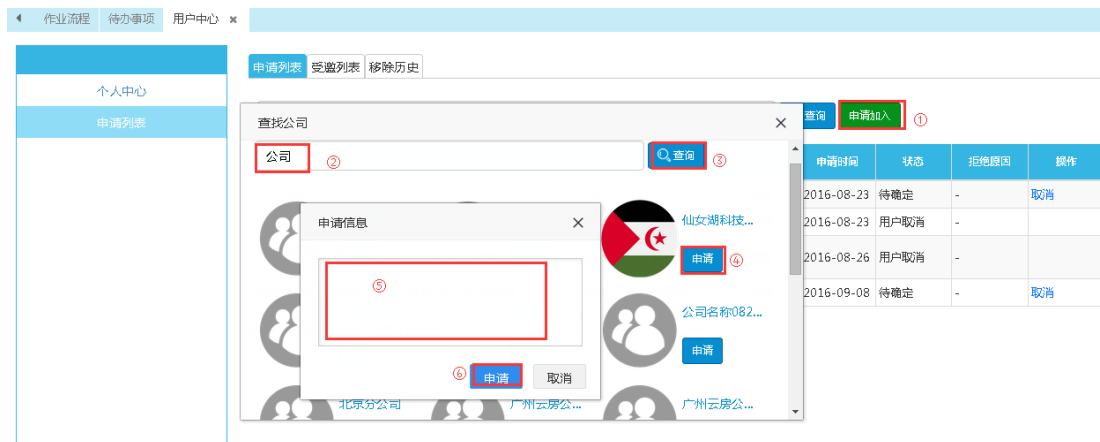 作业流程 待办事项 用户中心
申请列表 受邀列表 移除历史
个人中心
申请列表
查询 申请加入 ①
查找公司
公司 ② 查询 ③
申请时间 状态 拒绝原因 操作
2016-08-23 待确定 - 取消
2016-08-23 用户取消 -
2016-08-26 用户取消 -
2016-09-08 待确定 - 取消
仙女湖科技...
申请 ④
申请信息
⑤
公司名称082...
申请
⑥ 申请 取消
北京分公司 广州云房公... 广州云房公...